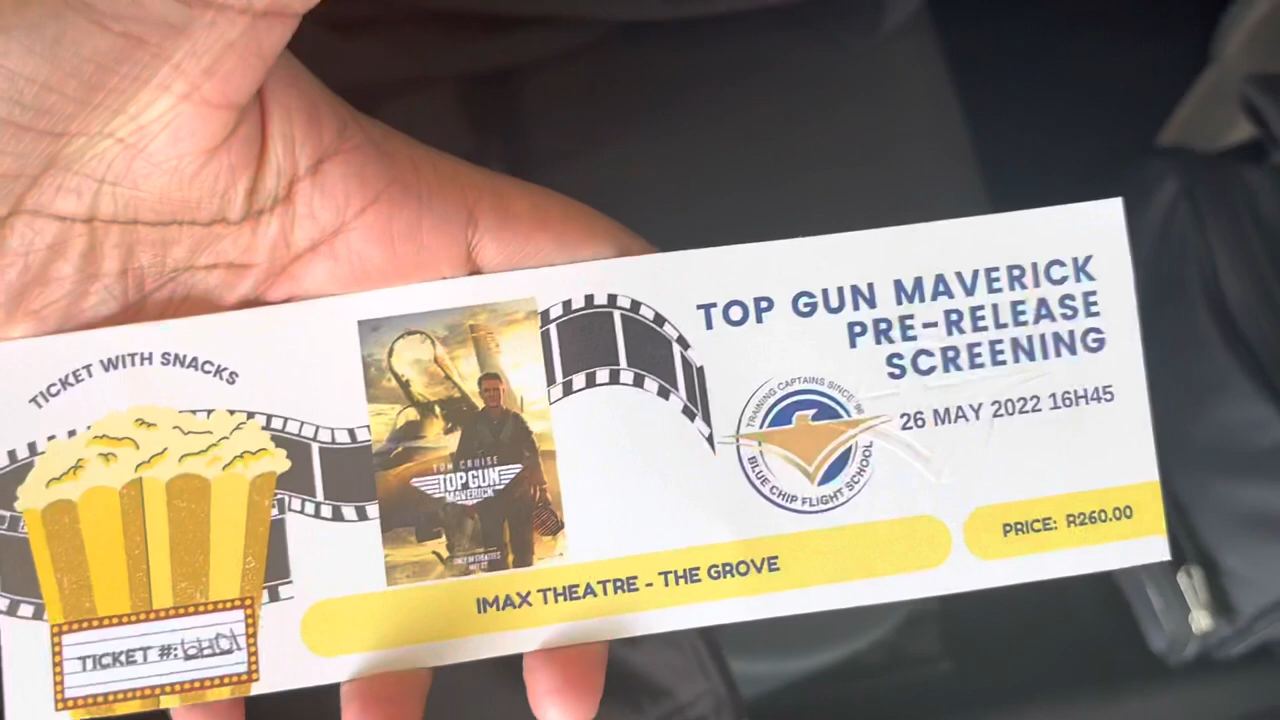 TICKET WITH SNACKS
TICKET #:
TOM CRUISE
TOP GUN
MAVERICK
TOP GUN MAVERICK
PRE-RELEASE
SCREENING
26 MAY 2022 16H45
TRAINING CAPTAINS SINCE
BLUE CHIP FLIGHT SCHOOL
IMAX THEATRE - THE GROVE
PRICE: R260.00